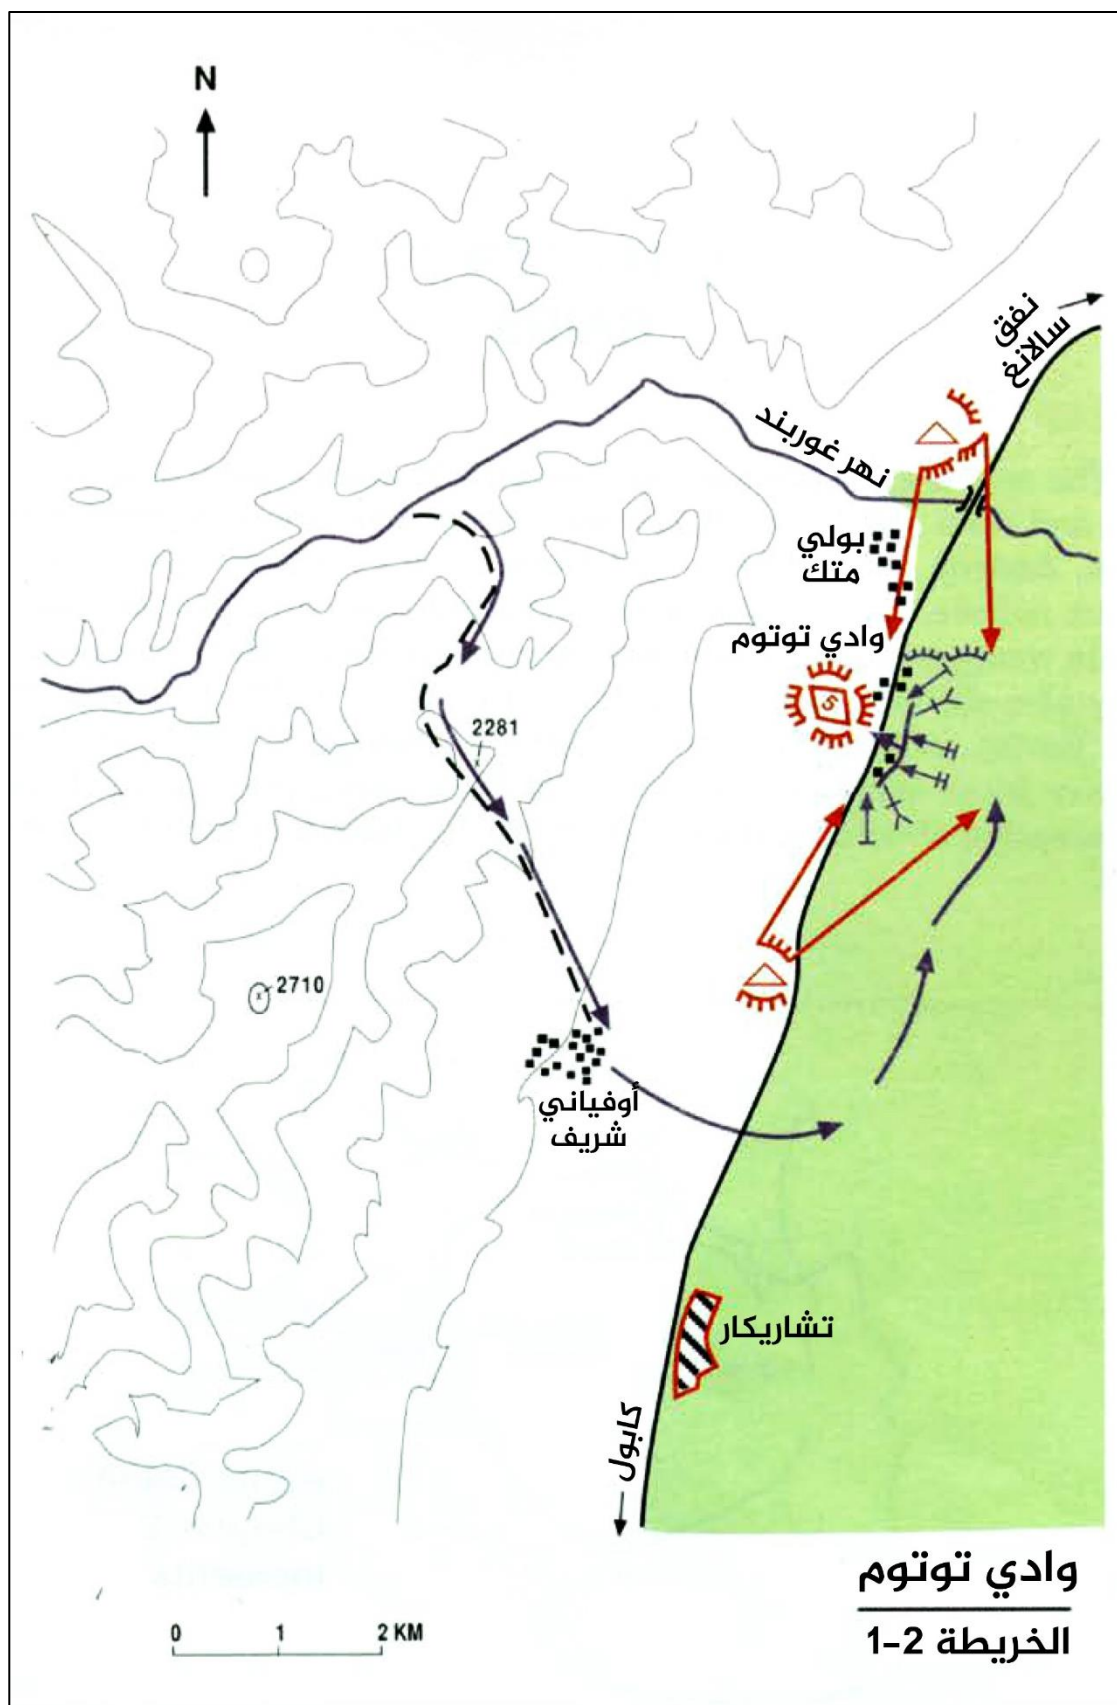 N
نفق
سالانغ
نهر غوربند
بولي
متك
وادي توتوم
5
2281
2710
أوفياني
شريف
تشاريكار
كابول
وادي توتوم
الخريطة 2-1
0 1 2 KM